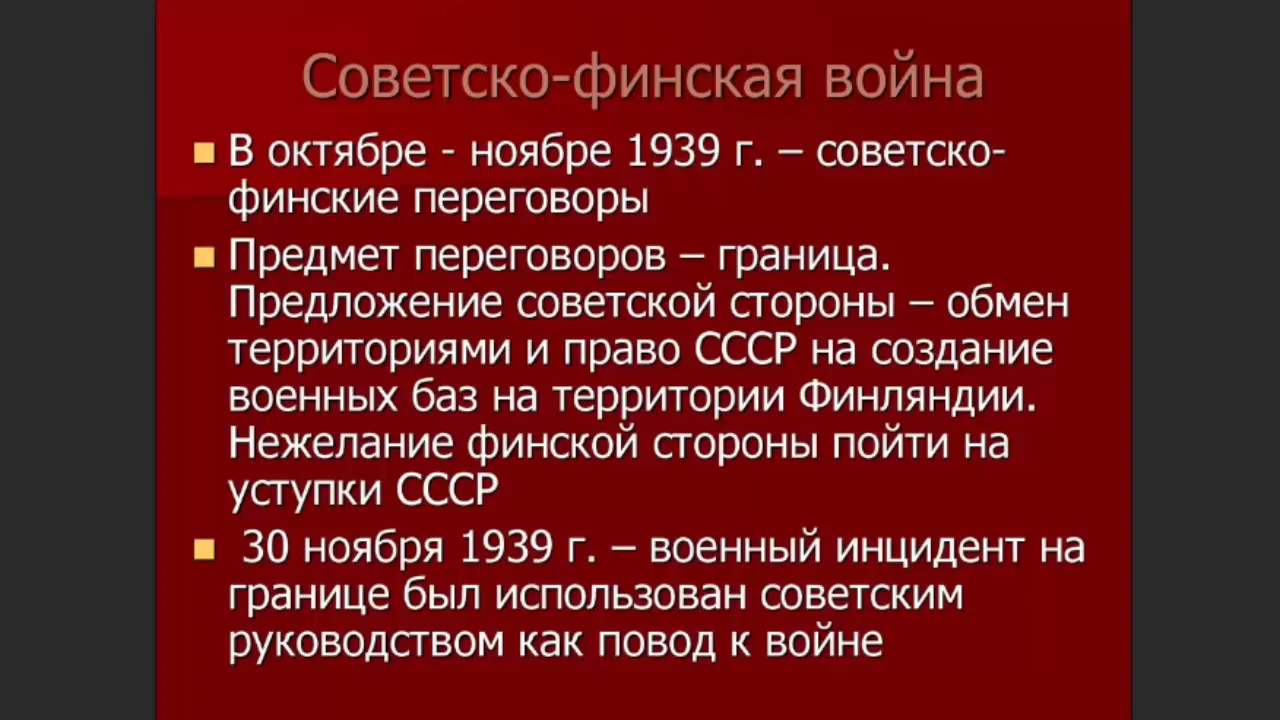 Советско-финская война
В октябре - ноябре 1939 г. – советско-
финские переговоры
Предмет переговоров – граница.
Предложение советской стороны – обмен
территориями и право СССР на создание
военных баз на территории Финляндии.
Нежелание финской стороны пойти на
уступки СССР
30 ноября 1939 г. – военный инцидент на
границе был использован советским
руководством как повод к войне